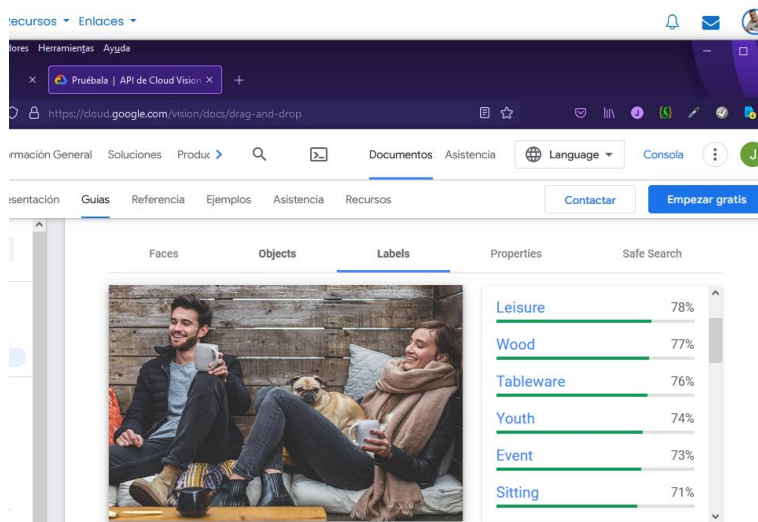 Recursos Enlaces
dores Herramientas Ayuda
Pruébala | API de Cloud Vision
https://cloud.google.com/vision/docs/drag-and-drop
ormación General Soluciones Produc Documentos Asistencia Language Consola J
esentación Guías Referencia Ejemplos Asistencia Recursos Contactar Empezar gratis
Faces Objects Labels Properties Safe Search
Leisure 78%
Wood 77%
Tableware 76%
Youth 74%
Event 73%
Sitting 71%